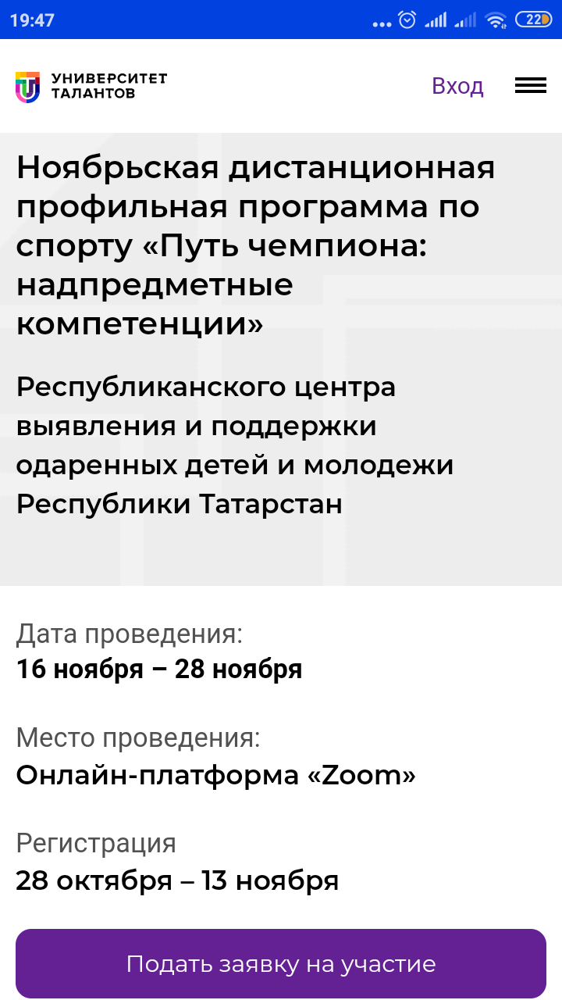 19:47
22
УНИВЕРСИТЕТ
ТАЛАНТОВ
Вход
Ноябрьская дистанционная
профильная программа по
спорту «Путь чемпиона:
надпредметные
компетенции»
Республиканского центра
выявления и поддержки
одаренных детей и молодежи
Республики Татарстан
Дата проведения:
16 ноября – 28 ноября
Место проведения:
Онлайн-платформа «Zoom»
Регистрация
28 октября – 13 ноября
Подать заявку на участие